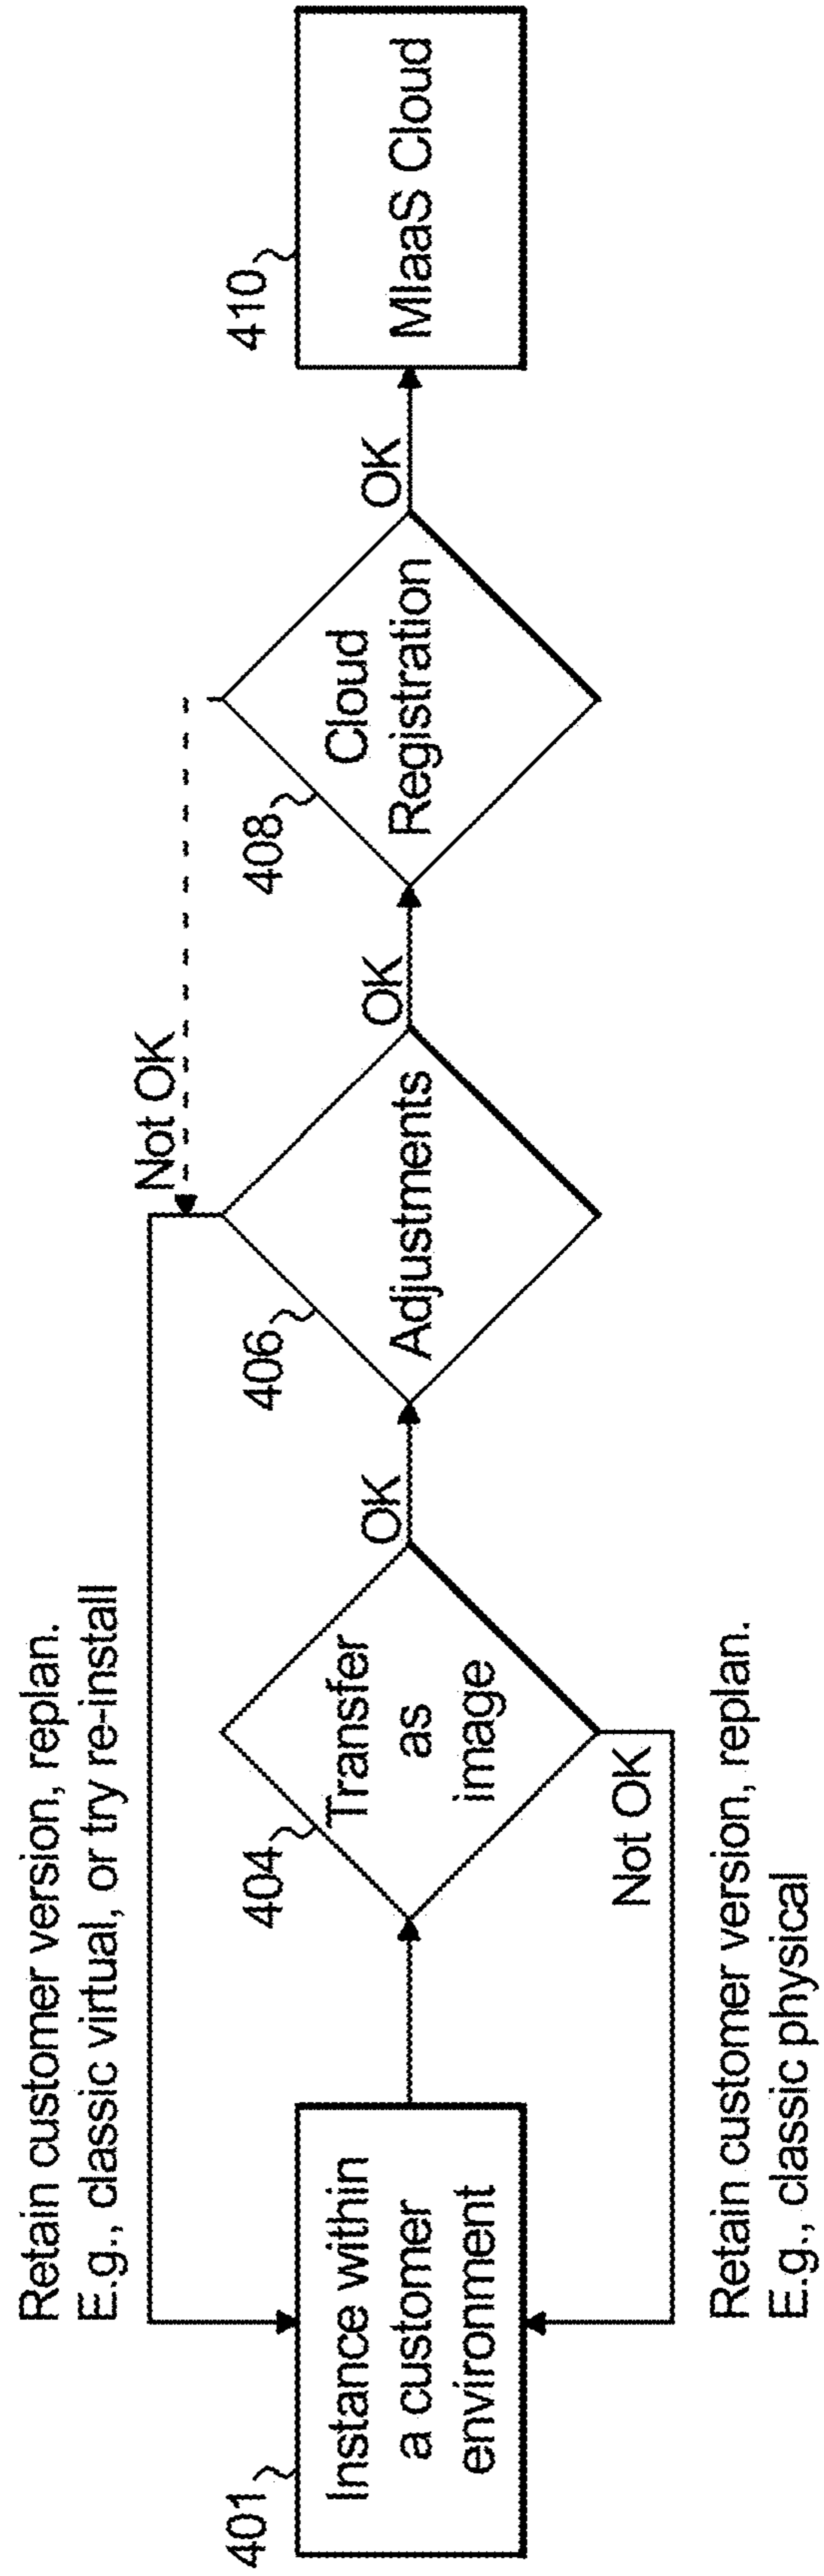 Retain customer version, replan.
E.g., classic virtual, or try re-install
Not OK
401
Instance within
a customer
environment
404
Transfer
as
image
OK
406
Adjustments
OK
408
Cloud
Registration
OK
410
MIaaS Cloud
Not OK
Retain customer version, replan.
E.g., classic physical